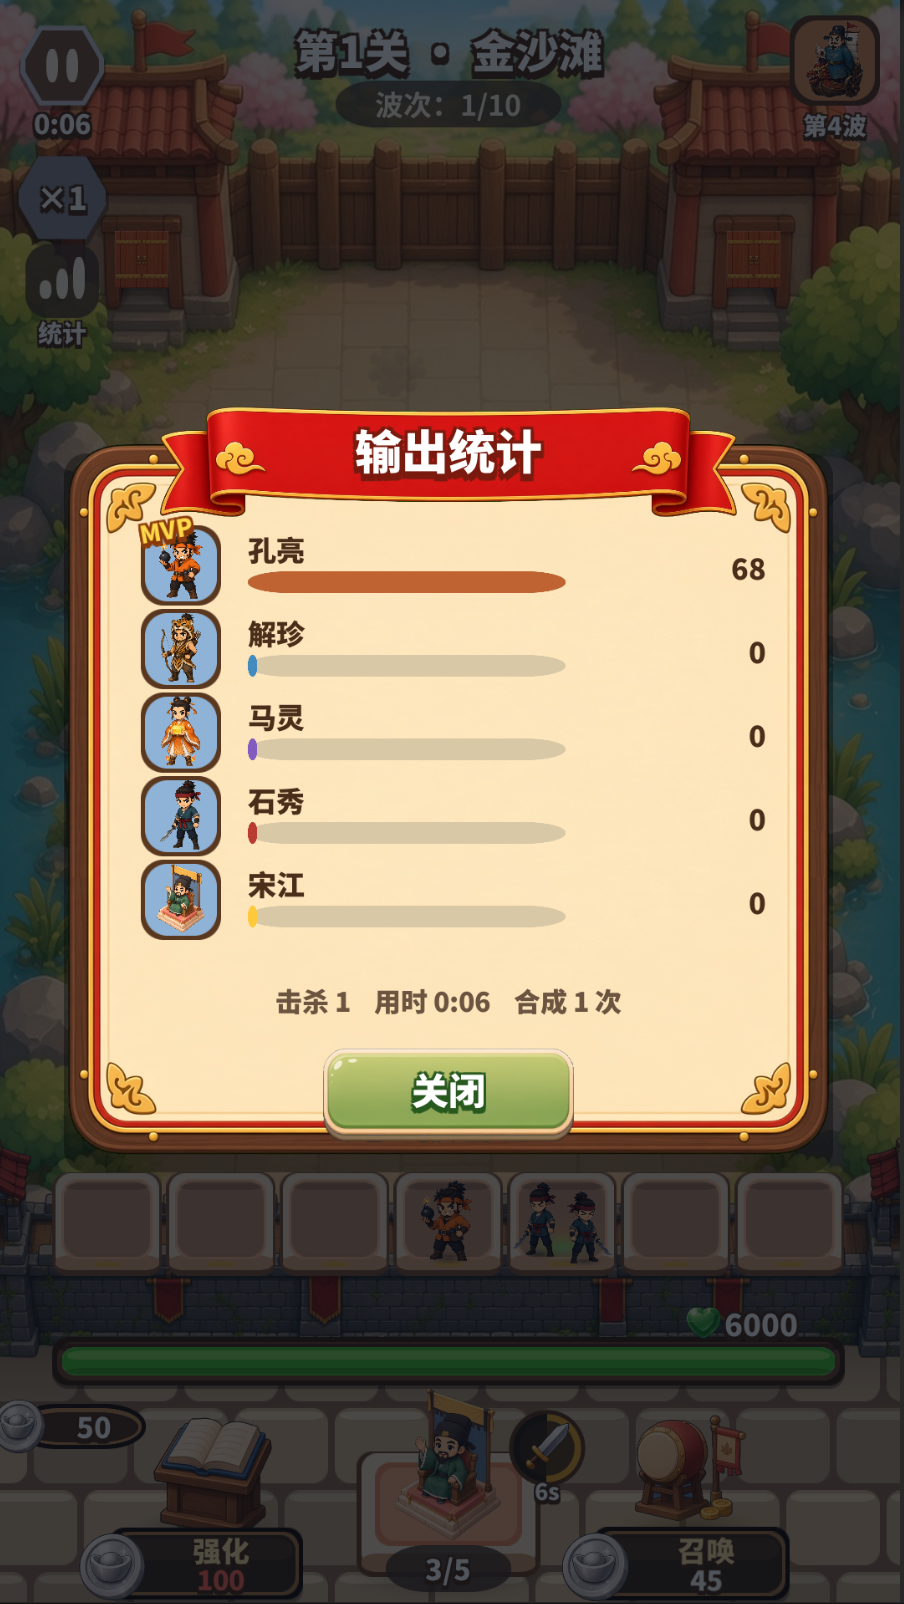 第1关 · 金沙滩
波次：1/10
0:06
第4波
×1
统计
输出统计
MVP
孔亮
68
解珍
0
马灵
0
石秀
0
宋江
0
击杀 1 用时 0:06 合成 1 次
关闭
6000
50
6s
强化
100
3/5
召唤
45